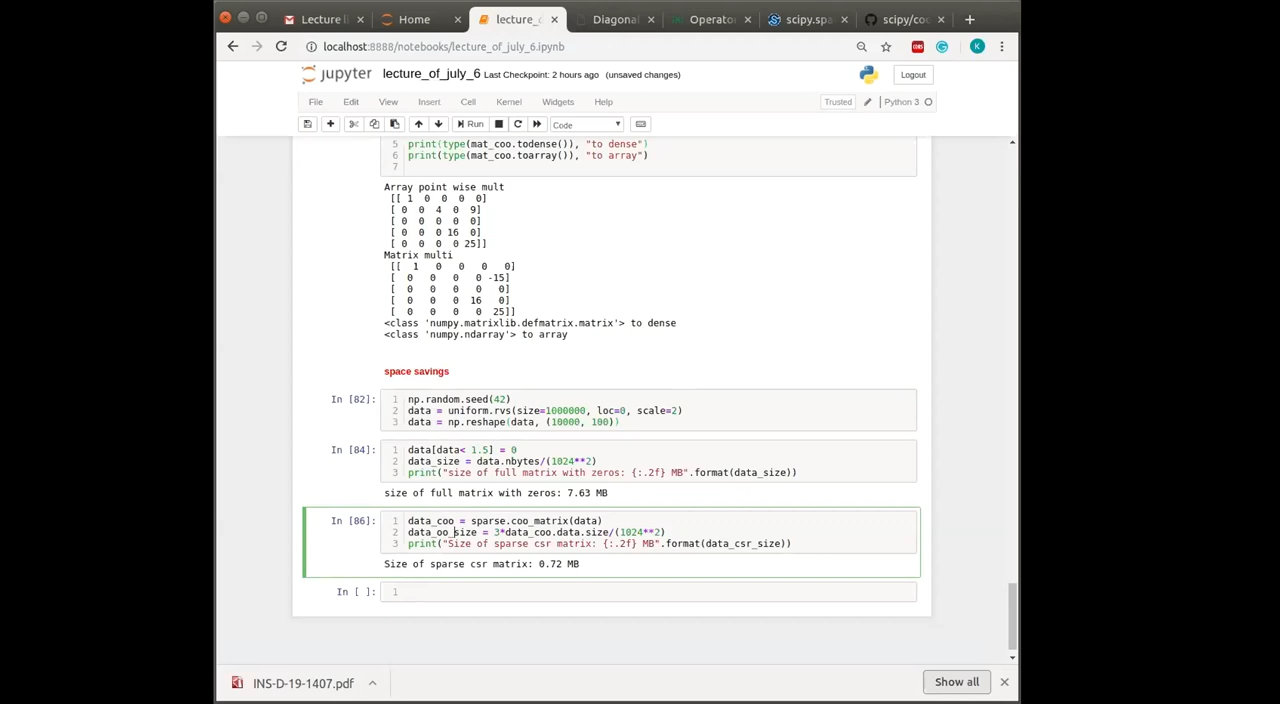 Lecture li
Home
lecture_o
Diagonal
Operator
scipy.spa
scipy/coo
localhost:8888/notebooks/lecture_of_july_6.ipynb
K
jupyter lecture_of_july_6 Last Checkpoint: 2 hours ago (unsaved changes)
Logout
File Edit View Insert Cell Kernel Widgets Help
Trusted
Python 3
Run
Code
5 print(type(mat_coo.todense()), "to dense")
6 print(type(mat_coo.toarray()), "to array")
7
Array point wise mult
[[ 1 0 0 0 0]
[ 0 0 4 0 9]
[ 0 0 0 0 0]
[ 0 0 0 16 0]
[ 0 0 0 0 25]]
Matrix multi
[[ 1 0 0 0 0]
[ 0 0 0 0 -15]
[ 0 0 0 0 0]
[ 0 0 0 16 0]
[ 0 0 0 0 25]]
<class 'numpy.matrixlib.defmatrix.matrix'> to dense
<class 'numpy.ndarray'> to array
space savings
In [82]:
1 np.random.seed(42)
2 data = uniform.rvs(size=1000000, loc=0, scale=2)
3 data = np.reshape(data, (10000, 100))
In [84]:
1 data[data< 1.5] = 0
2 data_size = data.nbytes/(1024**2)
3 print("size of full matrix with zeros: {:.2f} MB".format(data_size))
size of full matrix with zeros: 7.63 MB
In [86]:
1 data_coo = sparse.coo_matrix(data)
2 data_oo_size = 3*data_coo.data.size/(1024**2)
3 print("Size of sparse csr matrix: {:.2f} MB".format(data_csr_size))
Size of sparse csr matrix: 0.72 MB
In [ ]:
1
INS-D-19-1407.pdf
Show all